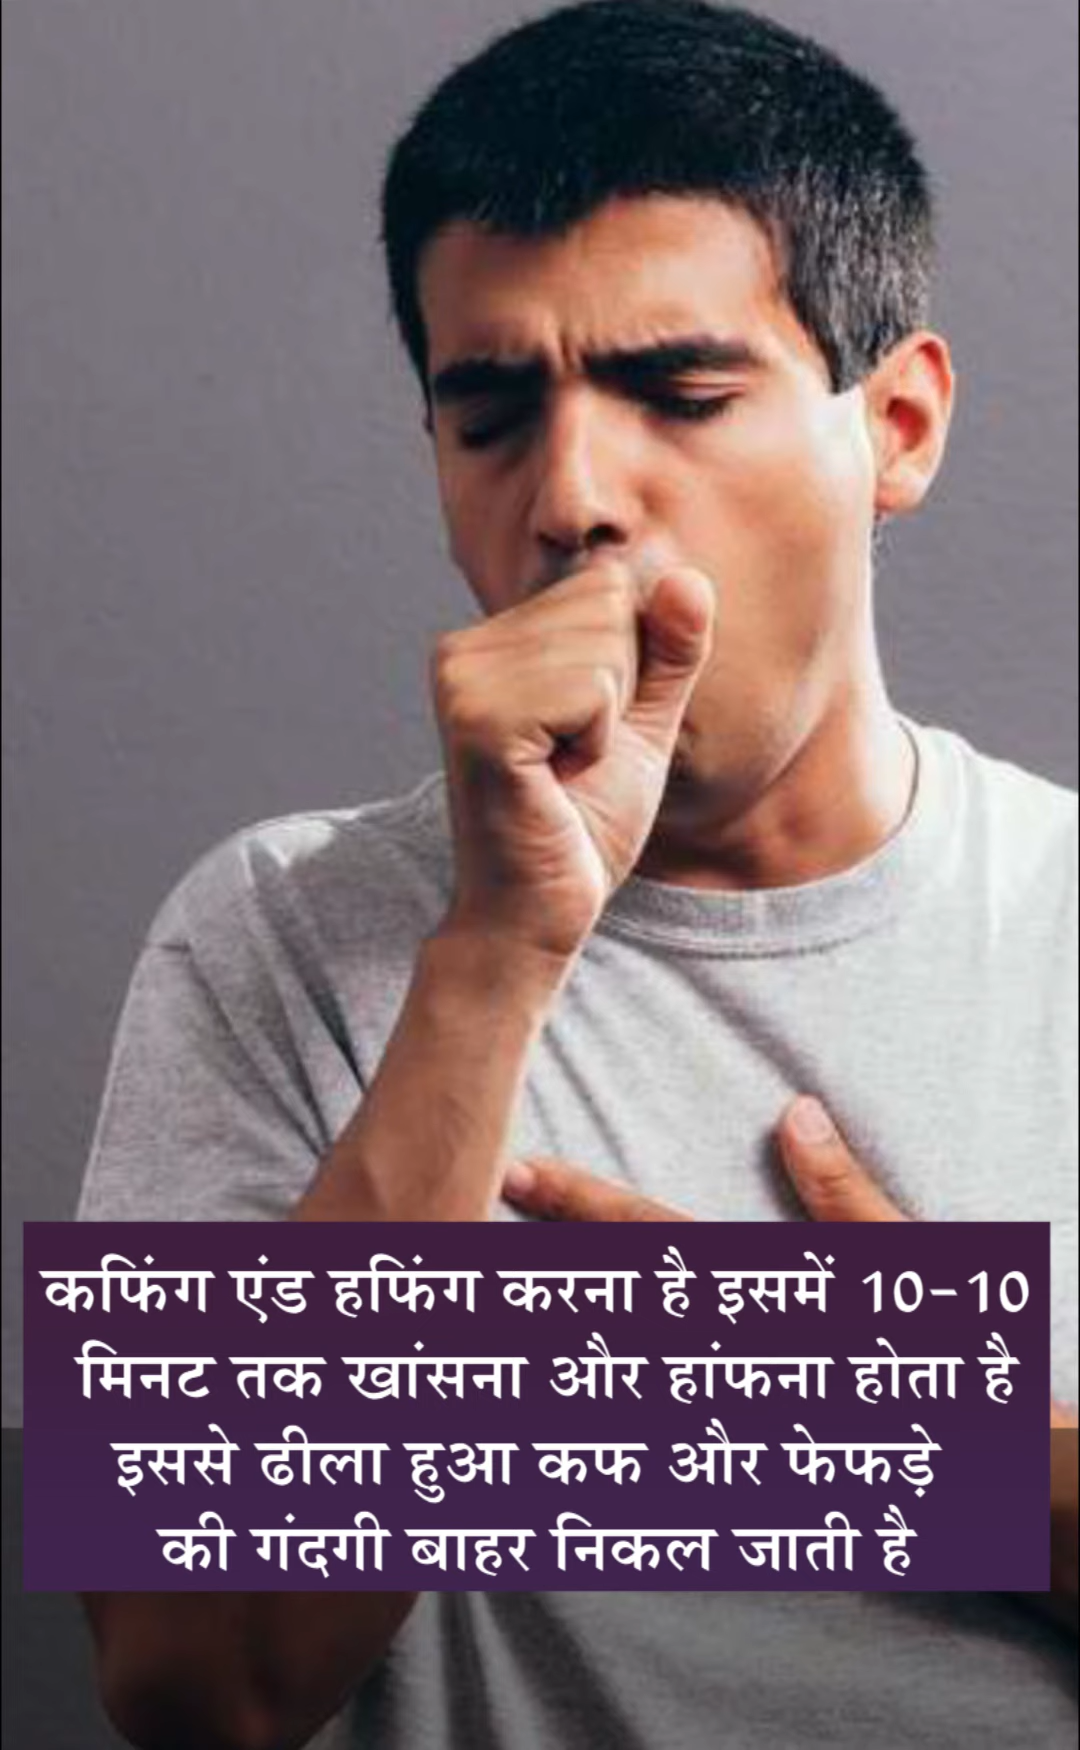 कफिंग एंड हफिंग करना है इसमें 10-10
मिनट तक खांसना और हांफना होता है
इससे ढीला हुआ कफ और फेफड़े
की गंदगी बाहर निकल जाती है